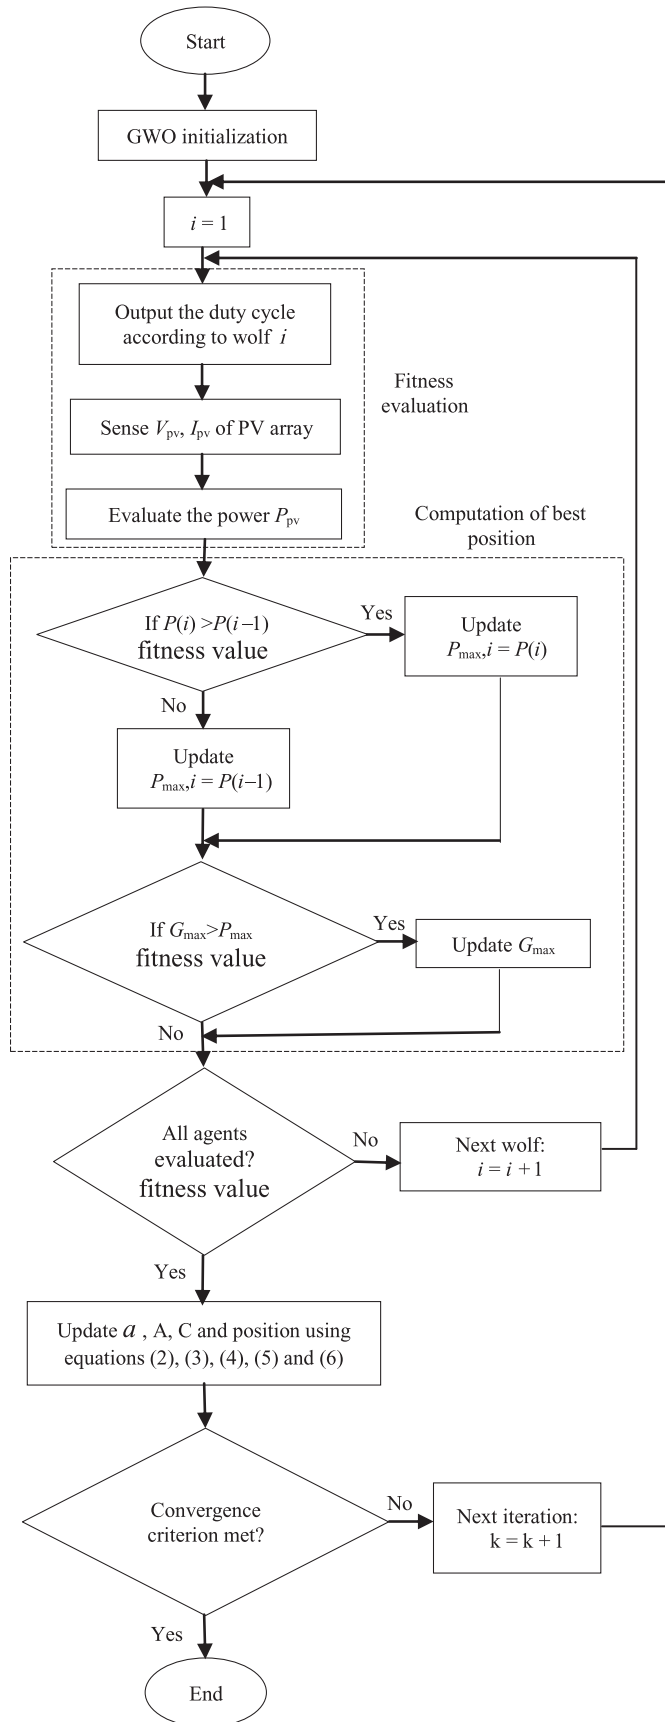 Start
GWO initialization
i = 1
Output the duty cycle
according to wolf i
Fitness
evaluation
Sense Vpv, Ipv of PV array
Evaluate the power Ppv
Computation of best
position
If P(i) >P(i–1)
fitness value
Yes
Update
Pmax,i = P(i)
No
Update
Pmax,i = P(i–1)
If Gmax>Pmax
fitness value
Yes
Update Gmax
No
All agents
evaluated?
fitness value
No
Next wolf:
i = i + 1
Yes
Update a , A, C and position using
equations (2), (3), (4), (5) and (6)
Convergence
criterion met?
No
Next iteration:
k = k + 1
Yes
End